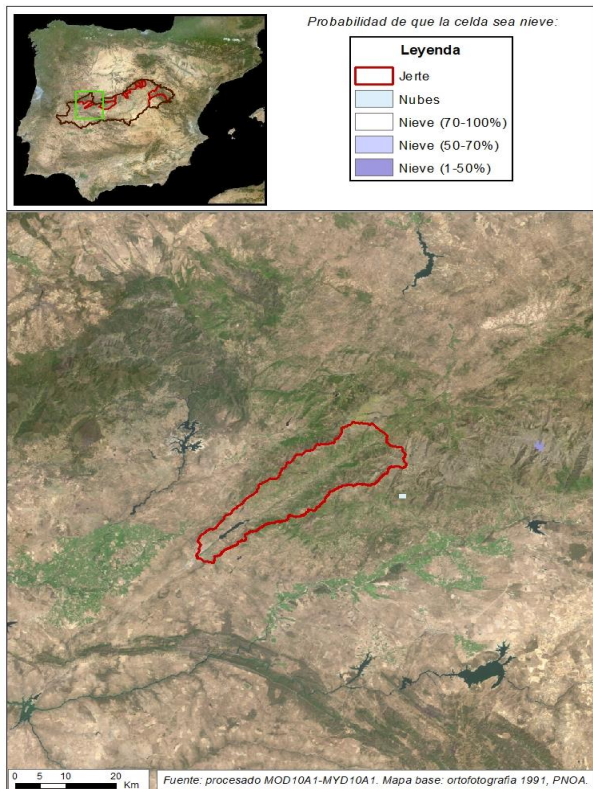 Probabilidad de que la celda sea nieve:
Leyenda
Jerte
Nubes
Nieve (70-100%)
Nieve (50-70%)
Nieve (1-50%)
0 5 10 20
Km
Fuente: procesado MOD10A1-MYD10A1. Mapa base: ortofotografia 1991, PNOA.